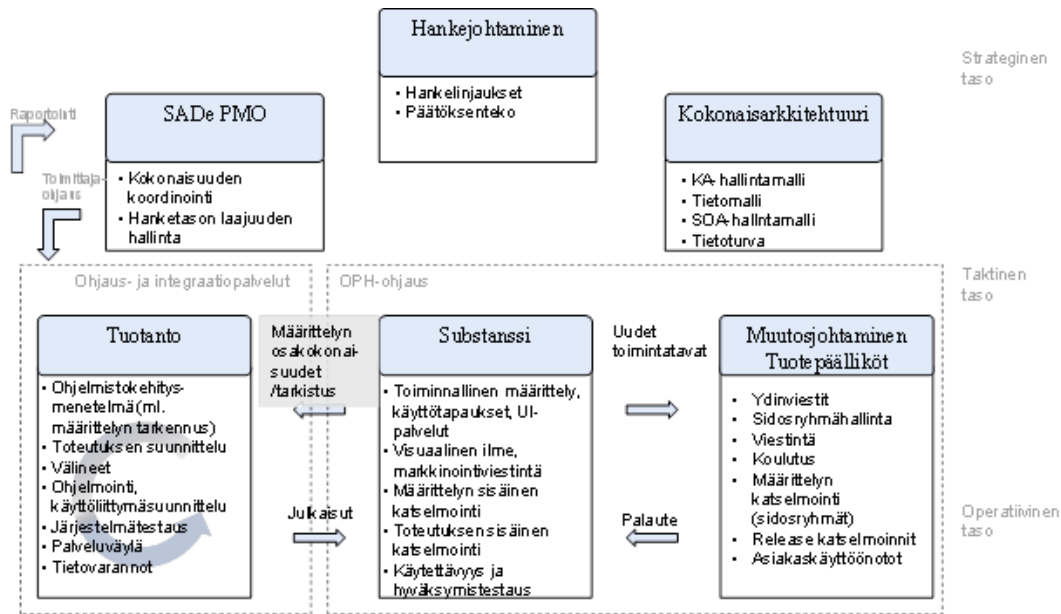 Hankejohtaminen
• Hankelinjaukset
• Päätöksenteko
Strateginen
taso
Raportointi
SADe PMO
• Kokonaisuuden
koordinointi
• Hanketason laajuuden
hallinta
Kokonaisarkkitehtuuri
• KA-hallintamalli
• Tietomalli
• SOA-hallntamalli
• Tietoturva
Toimittaja-
ohjaus
Ohjaus- ja integraatiopalvelut
OPH-ohjaus
Taktinen
taso
Tuotanto
• Ohjelmistokehitys-
menetelmä (ml.
määrittelyn tarkennus)
• Toteutuksen suunnittelu
• Välineet
• Ohjelmointi,
käyttöliittymäsuunnittelu
• Järjestelmätestaus
• Palveluväylä
• Tietovarannot
Määrittelyn
osakokonai-
suudet
/tarkistus
Julkaisut
Substanssi
• Toiminnallinen määrittely,
käyttötapaukset, UI-
palvelut
• Visuaalinen ilme,
markkinointiviestintä
• Määrittelyn sisäinen
katselmointi
• Toteutuksen sisäinen
katselmointi
• Käytettävyys ja
hyväksymistestaus
Uudet
toimintatavat
Palaute
Muutosjohtaminen
Tuotepäälliköt
• Ydinviestit
• Sidosryhmähallinta
• Viestintä
• Koulutus
• Määrittelyn
katselmointi
(sidosryhmät)
• Release katselmoinnit
• Asiakaskäyttöönotot
Operatiivinen
taso